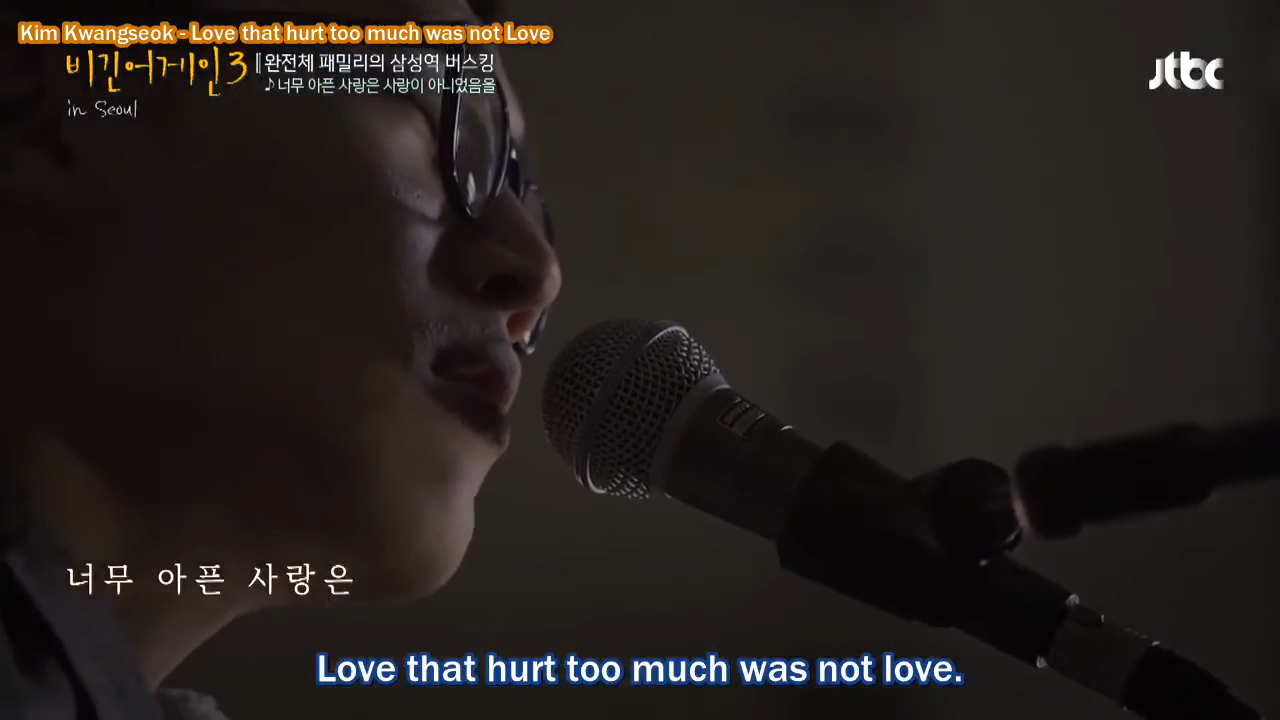 Kim Kwangseok - Love that hurt too much was not Love
비긴어게인3
in Seoul
완전체 패밀리의 삼성역 버스킹
♪너무 아픈 사랑은 사랑이 아니었음을
jtbc
너무 아픈 사랑은
Love that hurt too much was not love.